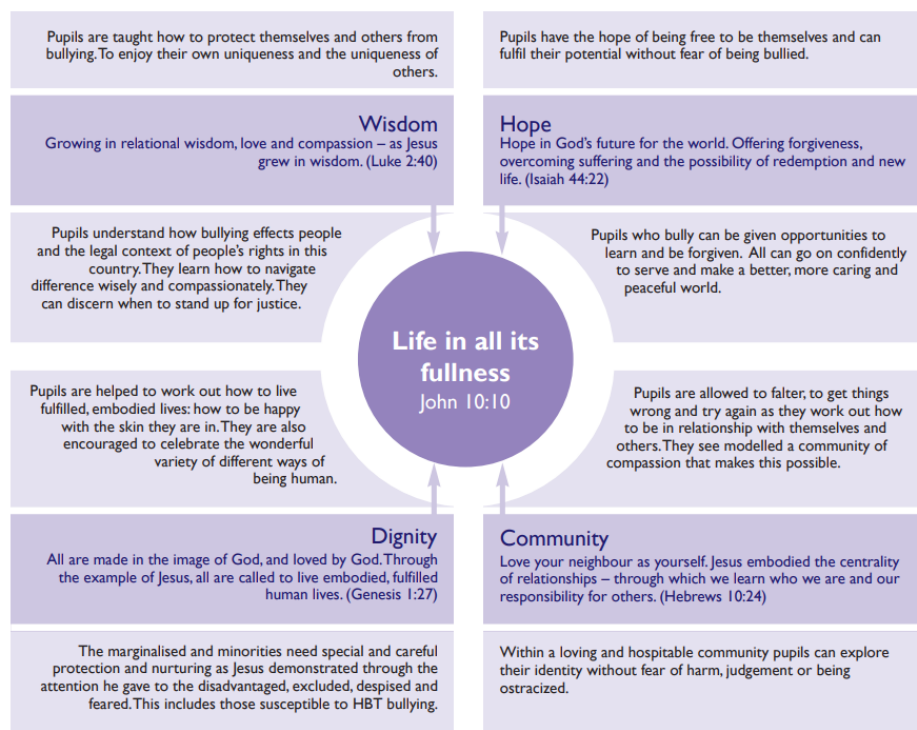 Pupils are taught how to protect themselves and others from
bullying. To enjoy their own uniqueness and the uniqueness of
others.
Pupils have the hope of being free to be themselves and can
fulfil their potential without fear of being bullied.
Wisdom
Growing in relational wisdom, love and compassion – as Jesus
grew in wisdom. (Luke 2:40)
Hope
Hope in God's future for the world. Offering forgiveness,
overcoming suffering and the possibility of redemption and new
life. (Isaiah 44:22)
Pupils understand how bullying effects people
and the legal context of people's rights in this
country. They learn how to navigate
difference wisely and compassionately. They
can discern when to stand up for justice.
Pupils who bully can be given opportunities to
learn and be forgiven. All can go on confidently
to serve and make a better, more caring and
peaceful world.
Life in all its
fullness
John 10:10
Pupils are helped to work out how to live
fulfilled, embodied lives: how to be happy
with the skin they are in. They are also
encouraged to celebrate the wonderful
variety of different ways of
being human.
Pupils are allowed to falter, to get things
wrong and try again as they work out how
to be in relationship with themselves and
others. They see modelled a community of
compassion that makes this possible.
Dignity
All are made in the image of God, and loved by God. Through
the example of Jesus, all are called to live embodied, fulfilled
human lives. (Genesis 1:27)
Community
Love your neighbour as yourself. Jesus embodied the centrality
of relationships – through which we learn who we are and our
responsibility for others. (Hebrews 10:24)
The marginalised and minorities need special and careful
protection and nurturing as Jesus demonstrated through the
attention he gave to the disadvantaged, excluded, despised and
feared. This includes those susceptible to HBT bullying.
Within a loving and hospitable community pupils can explore
their identity without fear of harm, judgement or being
ostracized.